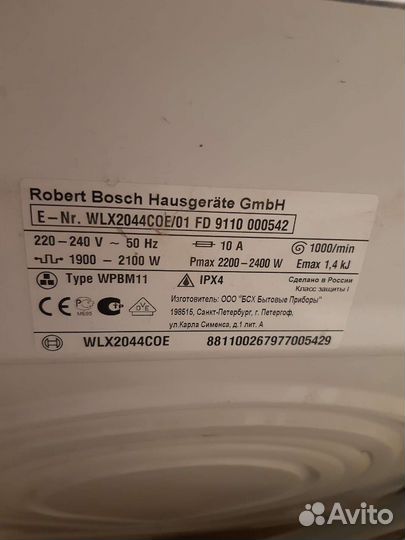 Robert Bosch Hausgeräte GmbH
E-Nr. WLX2044COE/01 FD 9110 000542
220-240 V ~ 50 Hz 10 A 1000/min
1900 - 2100 W Pmax 2200-2400 W Emax 1,4 kJ
Type WPBM11 IPX4 Сделано в России
Класс защиты I
Изготовитель: ООО "БСХ Бытовые Приборы"
198515, Санкт-Петербург, г. Петергоф,
ул.Карла Сименса, д.1 лит. А
WLX2044COE 881100267977005429
Avito